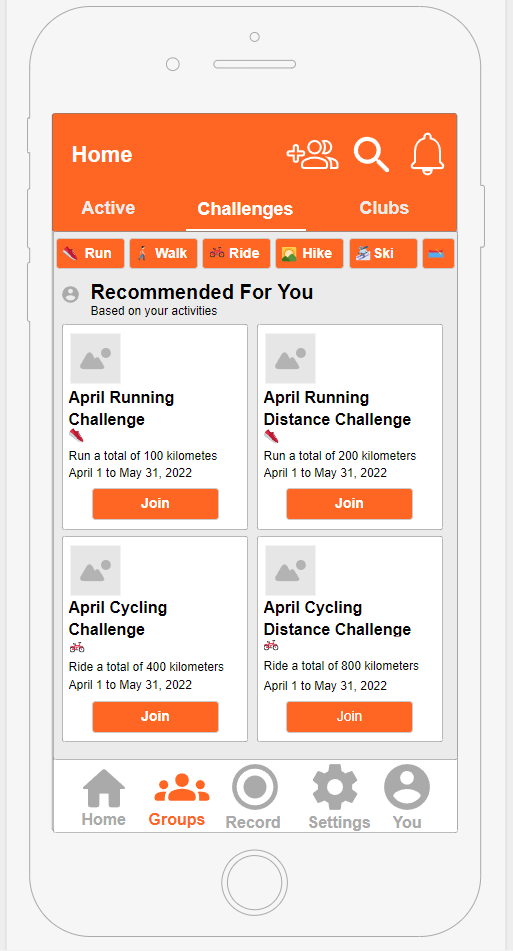 Home
Active Challenges Clubs
Run Walk Ride Hike Ski
Recommended For You
Based on your activities
April Running
Challenge
Run a total of 100 kilometes
April 1 to May 31, 2022
Join
April Running
Distance Challenge
Run a total of 200 kilometers
April 1 to May 31, 2022
Join
April Cycling
Challenge
Ride a total of 400 kilometers
April 1 to May 31, 2022
Join
April Cycling
Distance Challenge
Ride a total of 800 kilometers
April 1 to May 31, 2022
Join
Home Groups Record Settings You